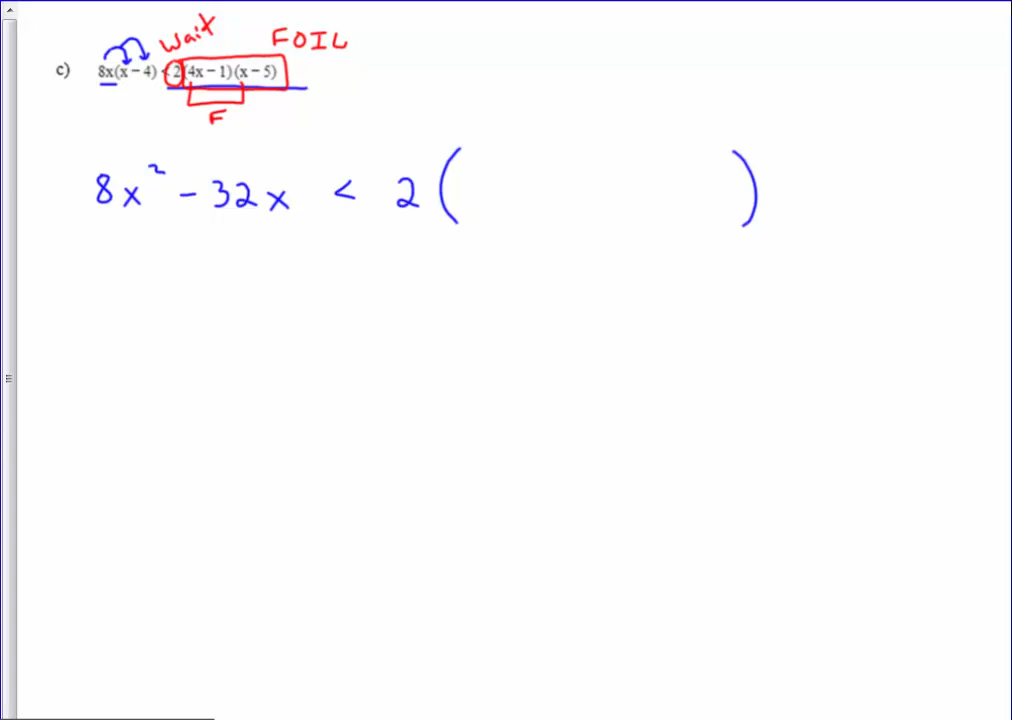 Wait FOIL
c) 8x(x – 4) < 2(4x – 1)(x – 5)
F
8x² - 32x < 2 ( )